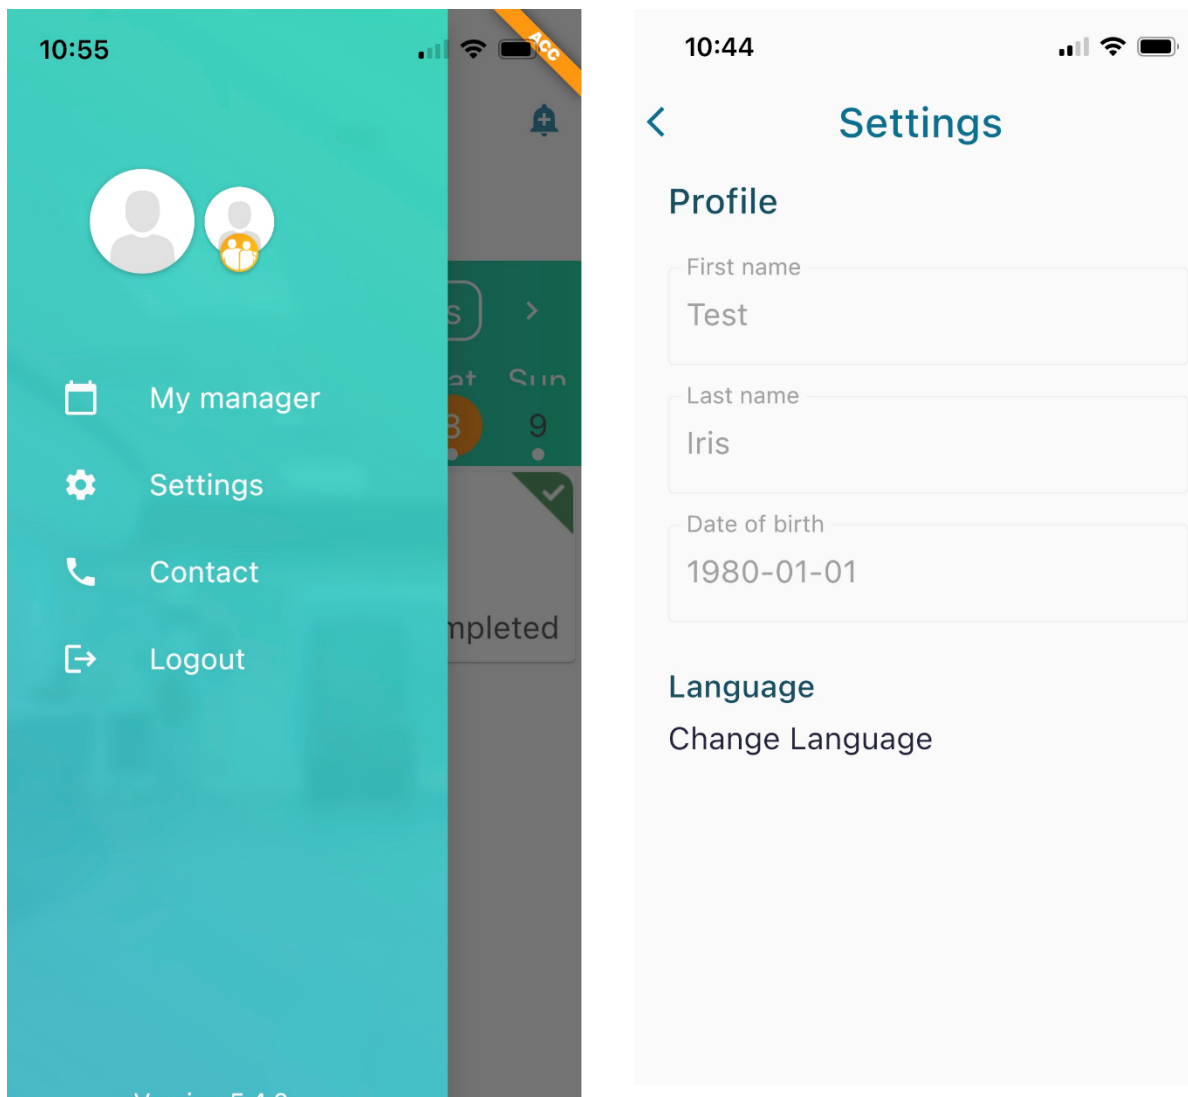 10:55
ACC
My manager
Settings
Contact
Logout
Sun
9
10:44
Settings
Profile
First name
Test
Last name
Iris
Date of birth
1980-01-01
Language
Change Language